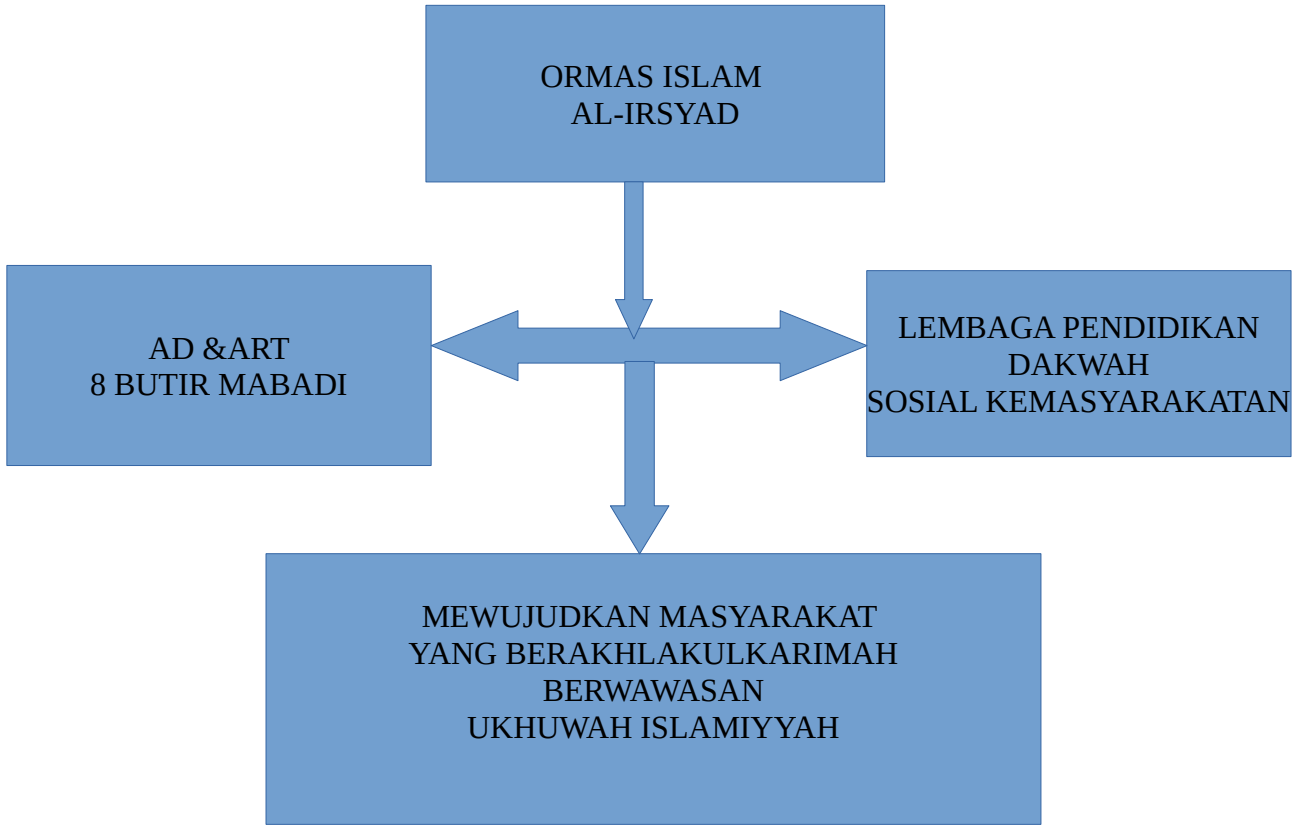 ORMAS ISLAM
AL-IRSYAD
AD &ART
8 BUTIR MABADI
LEMBAGA PENDIDIKAN
DAKWAH
SOSIAL KEMASYARAKATAN
MEWUJUDKAN MASYARAKAT
YANG BERAKHLAKULKARIMAH
BERWAWASAN
UKHUWAH ISLAMIYYAH